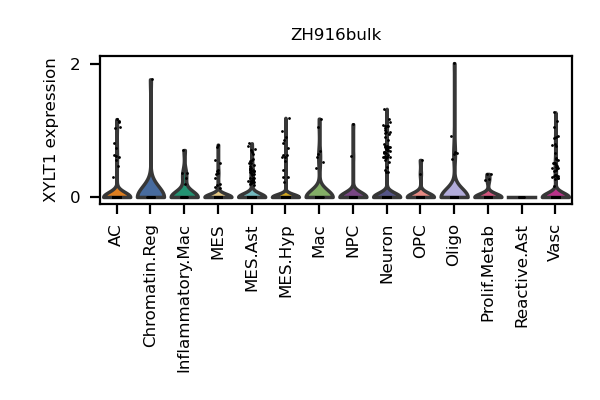 ZH916bulk
XYLT1 expression
2
0
AC
Chromatin.Reg
Inflammatory.Mac
MES
MES.Ast
MES.Hyp
Mac
NPC
Neuron
OPC
Oligo
Prolif.Metab
Reactive.Ast
Vasc